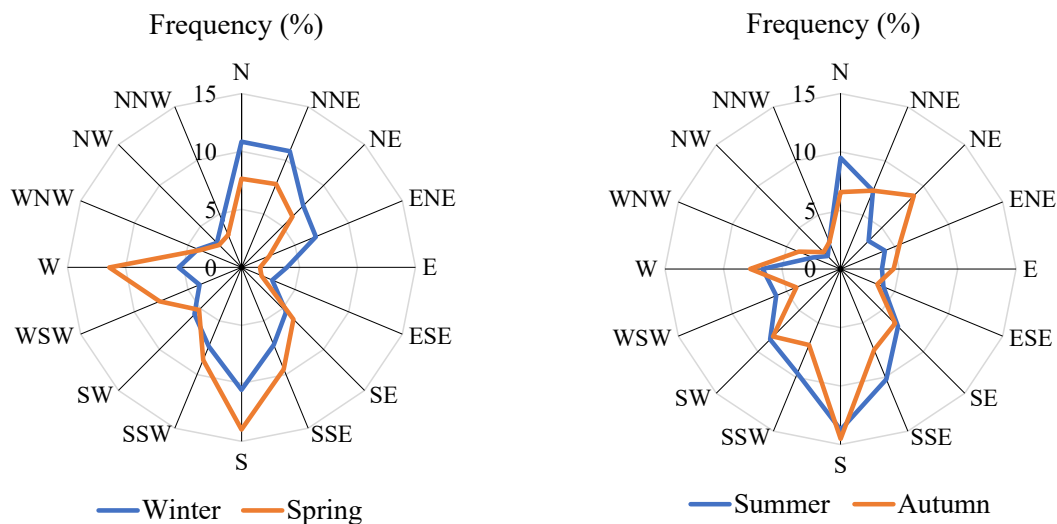 Frequency (%)
N
NNE
NE
ENE
E
ESE
SE
SSE
S
SSW
SW
WSW
W
WNW
NW
NNW
15
10
5
0
Winter
Spring
Frequency (%)
N
NNE
NE
ENE
E
ESE
SE
SSE
S
SSW
SW
WSW
W
WNW
NW
NNW
15
10
5
0
Summer
Autumn